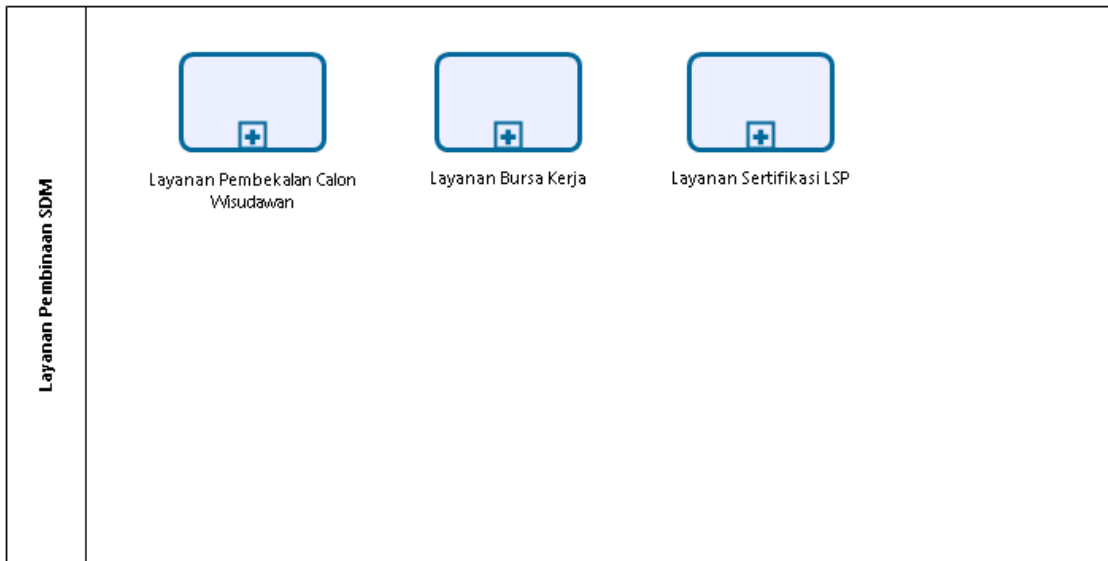 Layanan Pembinaan SDM
Layanan Pembekalan Calon
Wisudawan
Layanan Bursa Kerja
Layanan Sertifikasi LSP